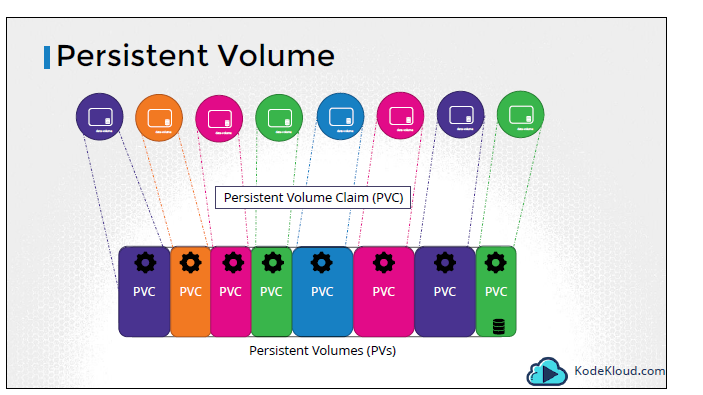 Persistent Volume
Persistent Volume Claim (PVC)
PVC PVC PVC PVC PVC PVC PVC PVC
Persistent Volumes (PVs)
KodeKloud.com